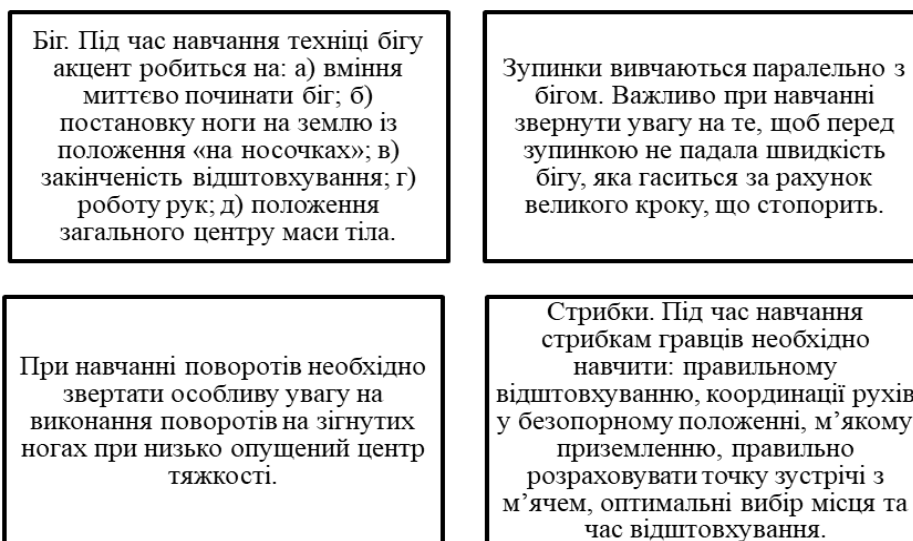 Біг. Під час навчання техніці бігу
акцент робиться на: а) вміння
миттєво починати біг; б)
постановку ноги на землю із
положення «на носочках»; в)
закінченість відштовхування; г)
роботу рук; д) положення
загального центру маси тіла.
Зупинки вивчаються паралельно з
бігом. Важливо при навчанні
звернути увагу на те, щоб перед
зупинкою не падала швидкість
бігу, яка гаситься за рахунок
великого кроку, що стопорить.
При навчанні поворотів необхідно
звертати особливу увагу на
виконання поворотів на зігнутих
ногах при низько опущений центр
тяжкості.
Стрибки. Під час навчання
стрибкам гравців необхідно
навчити: правильному
відштовхуванню, координації рухів
у безопорному положенні, м’якому
приземленню, правильно
розраховувати точку зустрічі з
м’ячем, оптимальні вибір місця та
час відштовхування.